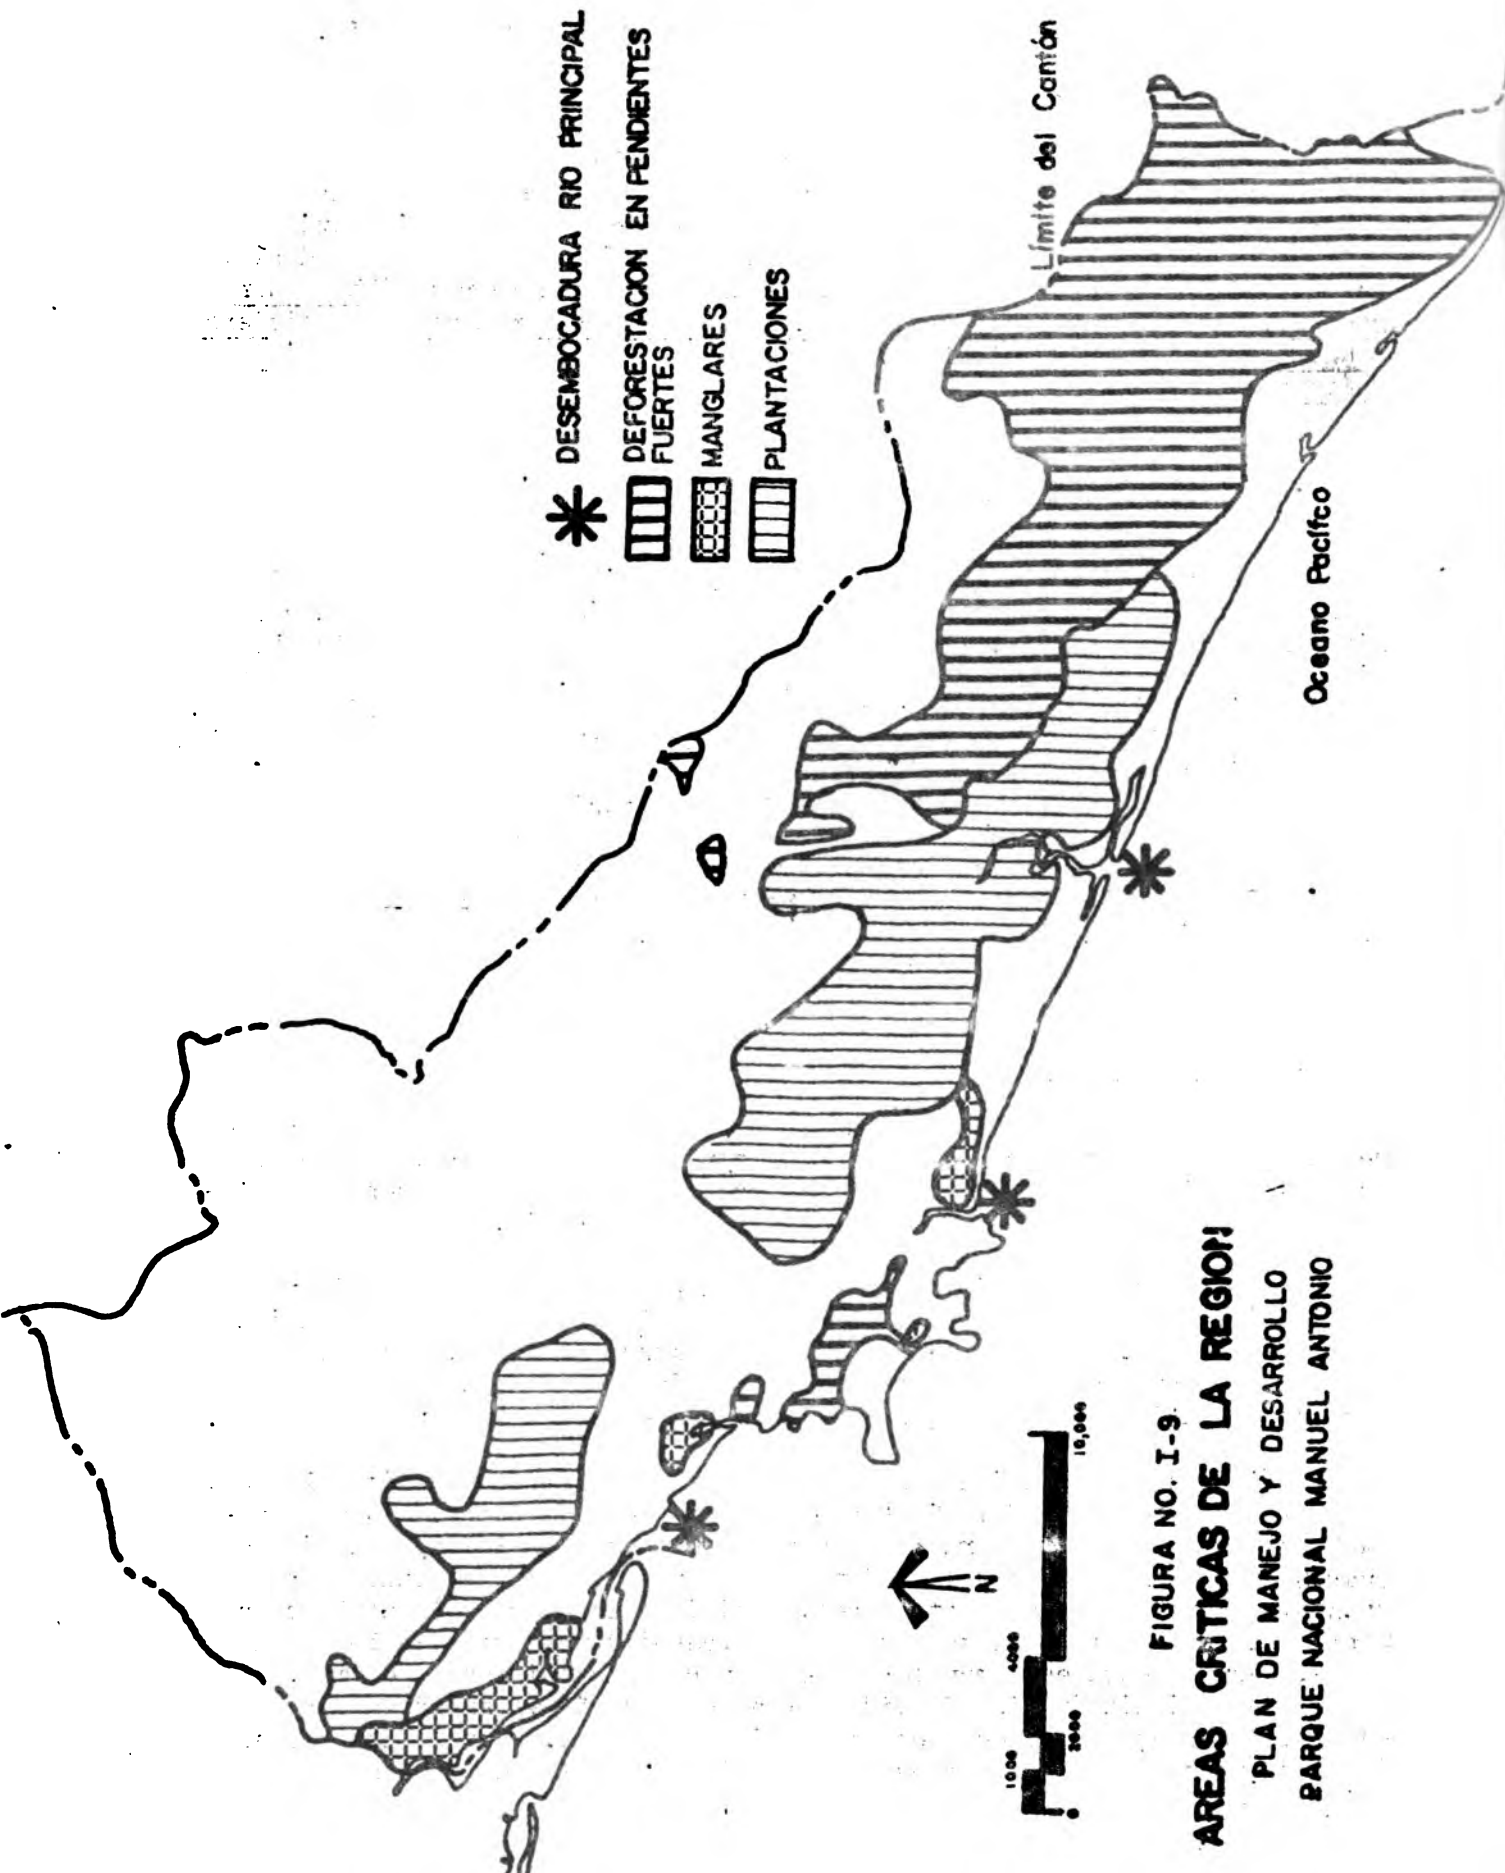 DESEMBOCADURA RIO PRINCIPAL
DEFORESTACION EN PENDIENTES
FUERTES
MANGLARES
PLANTACIONES
Límite del Cantón
Oceano Pacífco
N
1000
4000
0
2000
10,000
FIGURA NO. I-9
AREAS CRITICAS DE LA REGION
PLAN DE MANEJO Y DESARROLLO
PARQUE NACIONAL MANUEL ANTONIO